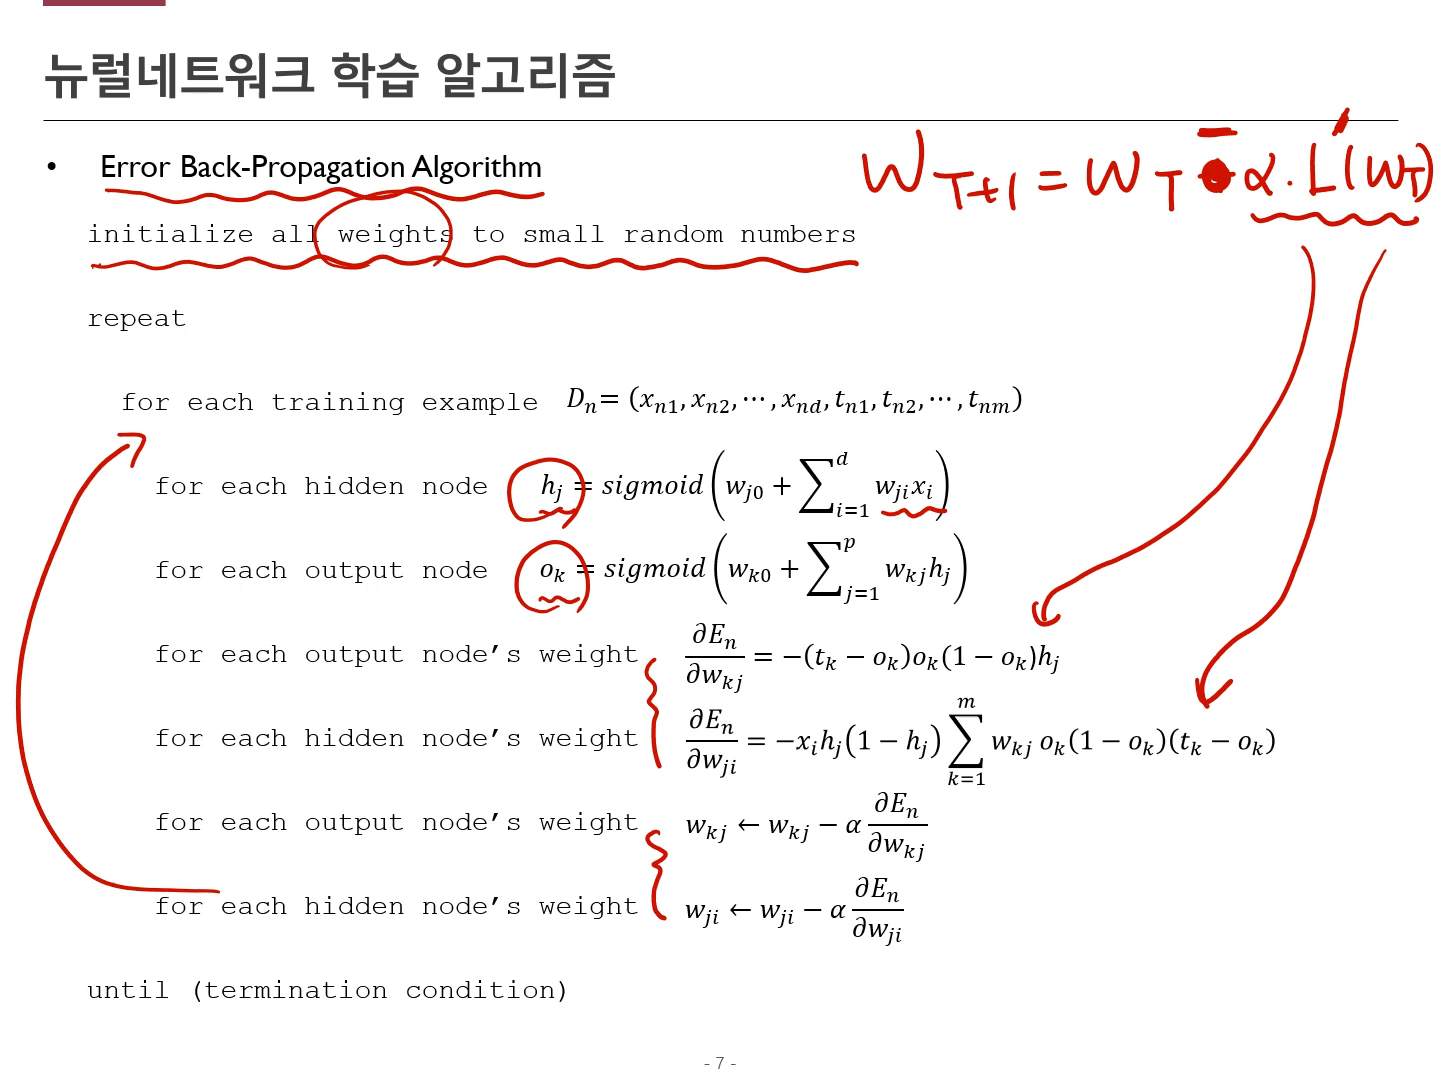 뉴럴네트워크 학습 알고리즘
• Error Back-Propagation Algorithm
W_{T+1} = W_T - α · L'(W_T)
initialize all weights to small random numbers
repeat
for each training example D_n = (x_{n1}, x_{n2}, ⋯, x_{nd}, t_{n1}, t_{n2}, ⋯, t_{nm})
for each hidden node h_j = sigmoid(w_{j0} + ∑_{i=1}^{d} w_{ji}x_i)
for each output node o_k = sigmoid(w_{k0} + ∑_{j=1}^{p} w_{kj}h_j)
for each output node's weight ∂E_n/∂w_{kj} = −(t_k − o_k)o_k(1 − o_k)h_j
for each hidden node's weight ∂E_n/∂w_{ji} = −x_i h_j(1 − h_j) ∑_{k=1}^{m} w_{kj} o_k(1 − o_k)(t_k − o_k)
for each output node's weight w_{kj} ← w_{kj} − α ∂E_n/∂w_{kj}
for each hidden node's weight w_{ji} ← w_{ji} − α ∂E_n/∂w_{ji}
until (termination condition)
- 7 -